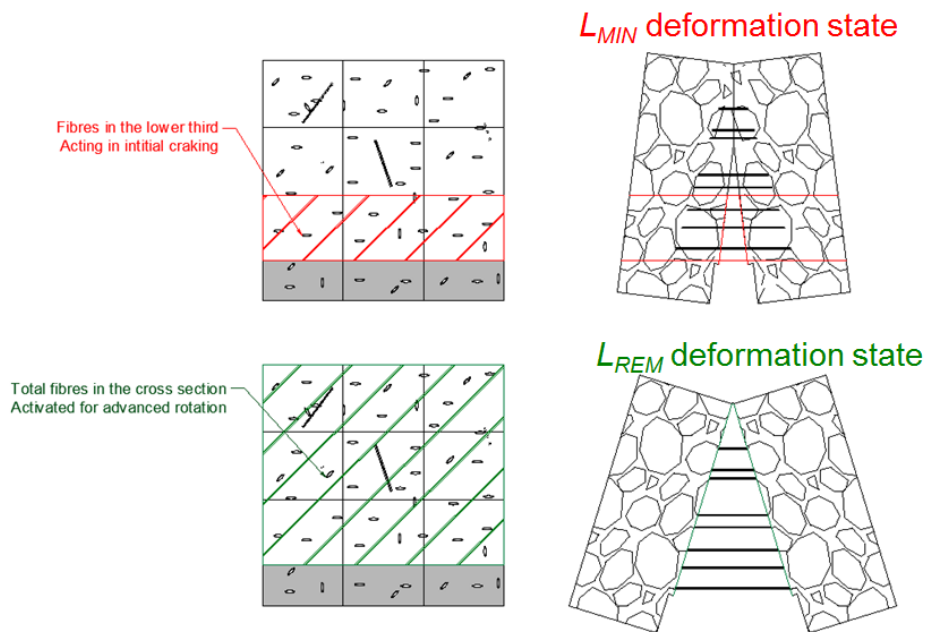 L_MIN deformation state
Fibres in the lower third
Acting in intitial craking
L_REM deformation state
Total fibres in the cross section
Activated for advanced rotation